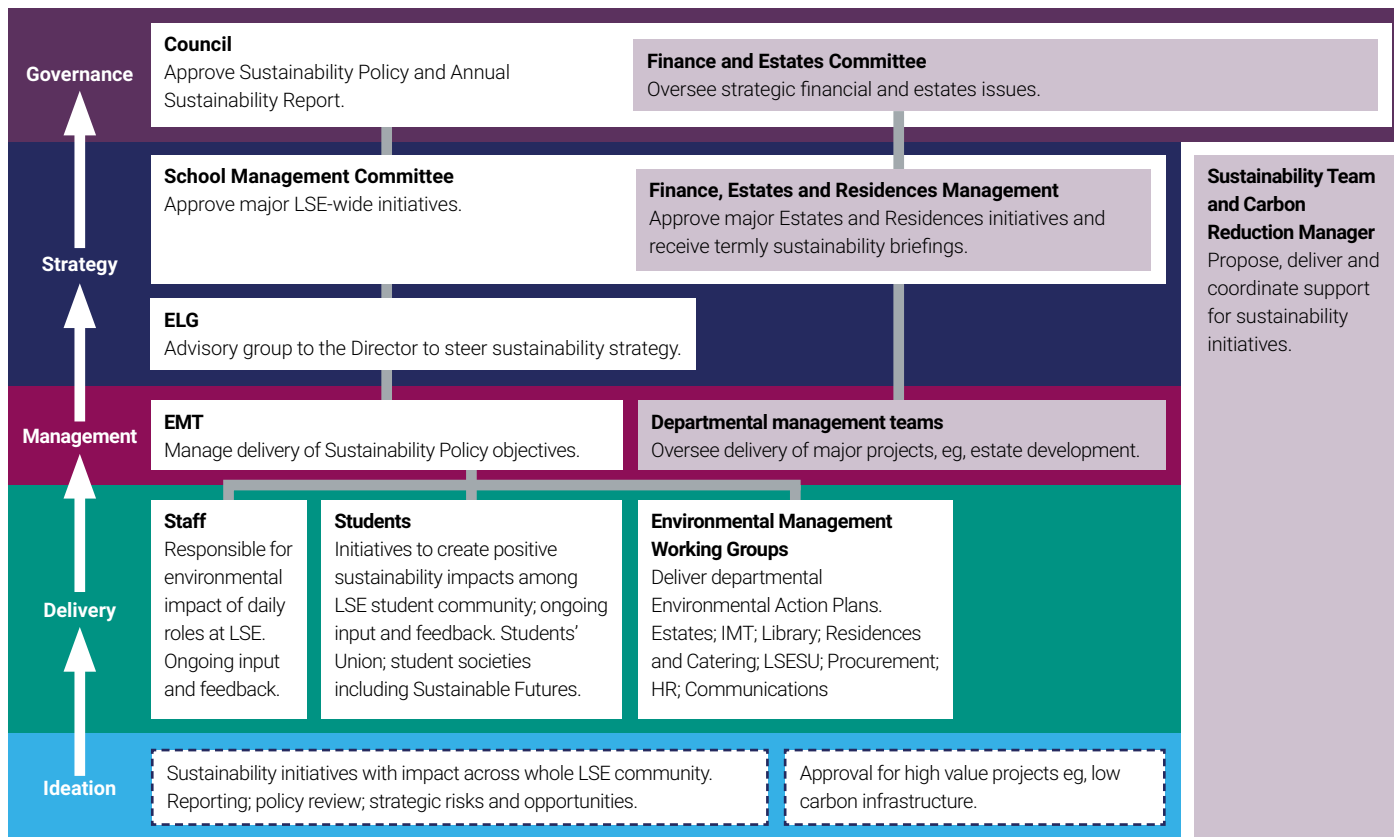 Governance
Council
Approve Sustainability Policy and Annual
Sustainability Report.
Finance and Estates Committee
Oversee strategic financial and estates issues.
Strategy
School Management Committee
Approve major LSE-wide initiatives.
Finance, Estates and Residences Management
Approve major Estates and Residences initiatives and
receive termly sustainability briefings.
ELG
Advisory group to the Director to steer sustainability strategy.
Sustainability Team
and Carbon
Reduction Manager
Propose, deliver and
coordinate support
for sustainability
initiatives.
Management
EMT
Manage delivery of Sustainability Policy objectives.
Departmental management teams
Oversee delivery of major projects, eg, estate development.
Delivery
Staff
Responsible for
environmental
impact of daily
roles at LSE.
Ongoing input
and feedback.
Students
Initiatives to create positive
sustainability impacts among
LSE student community; ongoing
input and feedback. Students’
Union; student societies
including Sustainable Futures.
Environmental Management
Working Groups
Deliver departmental
Environmental Action Plans.
Estates; IMT; Library; Residences
and Catering; LSESU; Procurement;
HR; Communications
Ideation
Sustainability initiatives with impact across whole LSE community.
Reporting; policy review; strategic risks and opportunities.
Approval for high value projects eg, low
carbon infrastructure.